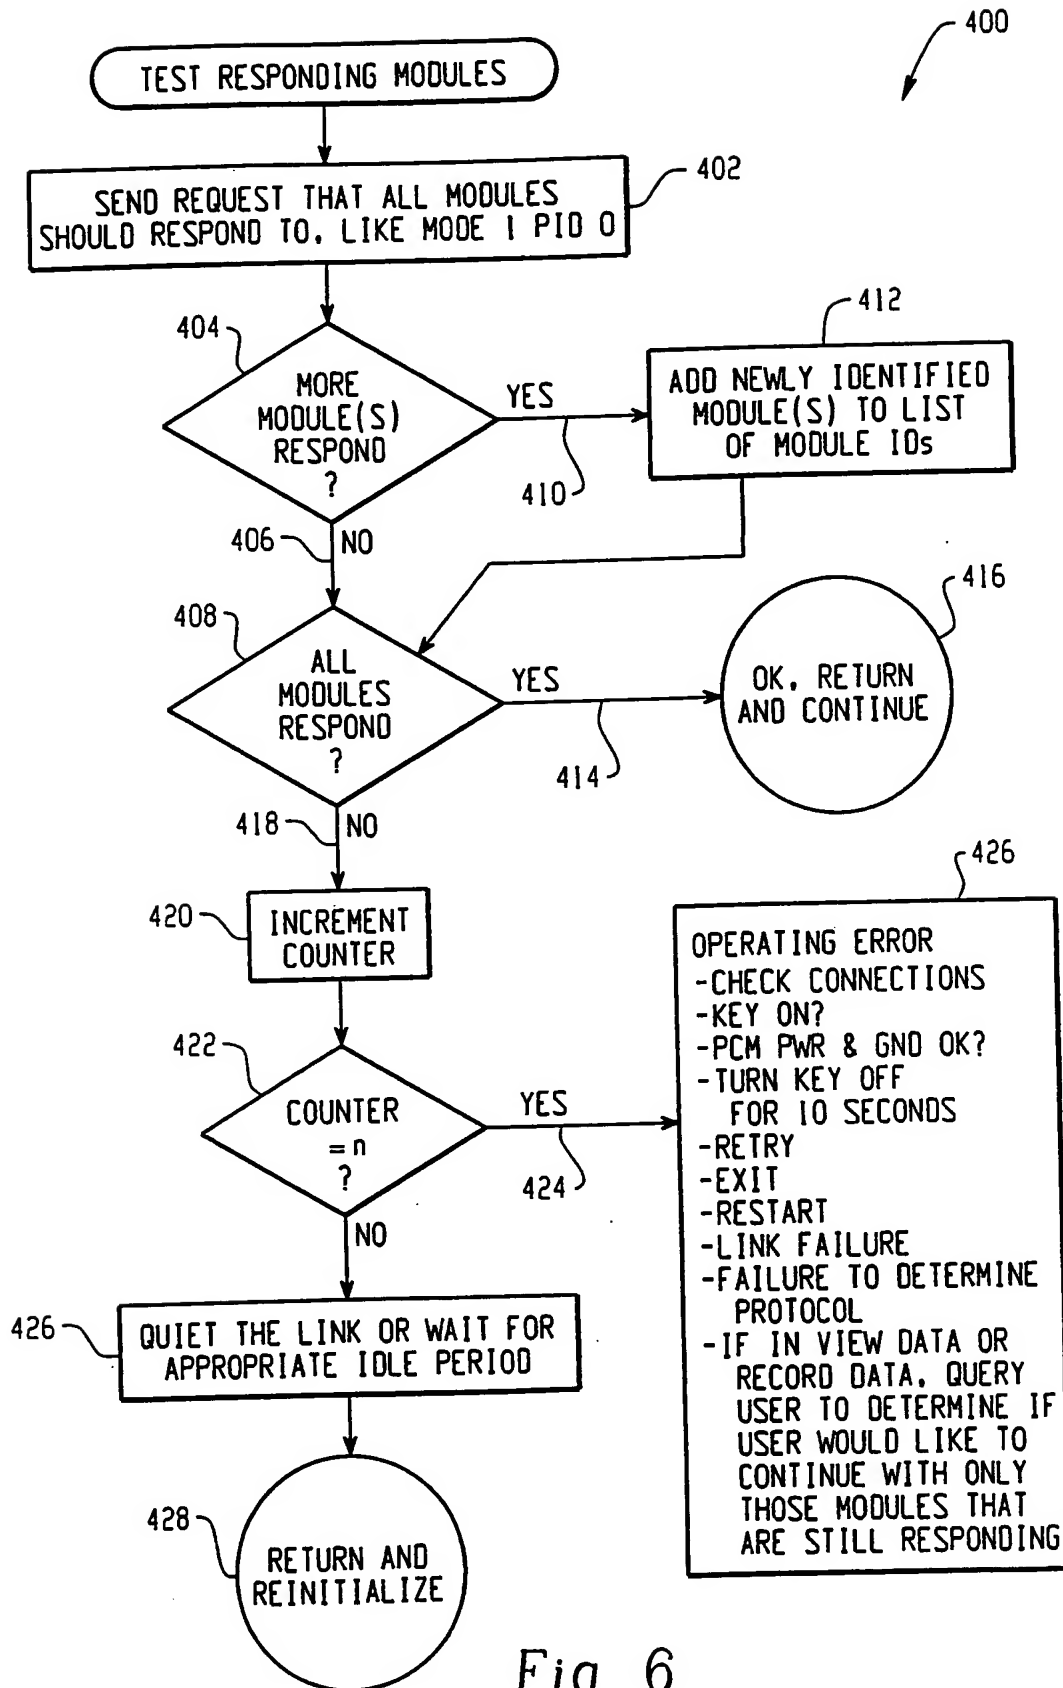 400
TEST RESPONDING MODULES
402
SEND REQUEST THAT ALL MODULES
SHOULD RESPOND TO, LIKE MODE 1 PID 0
404
MORE
MODULE(S)
RESPOND
?
YES
410
412
ADD NEWLY IDENTIFIED
MODULE(S) TO LIST
OF MODULE IDs
406
NO
408
ALL
MODULES
RESPOND
?
YES
414
416
OK, RETURN
AND CONTINUE
418
NO
420
INCREMENT
COUNTER
422
COUNTER
= n
?
YES
424
426
OPERATING ERROR
-CHECK CONNECTIONS
-KEY ON?
-PCM PWR & GND OK?
-TURN KEY OFF
FOR 10 SECONDS
-RETRY
-EXIT
-RESTART
-LINK FAILURE
-FAILURE TO DETERMINE
PROTOCOL
-IF IN VIEW DATA OR
RECORD DATA, QUERY
USER TO DETERMINE IF
USER WOULD LIKE TO
CONTINUE WITH ONLY
THOSE MODULES THAT
ARE STILL RESPONDING
NO
426
QUIET THE LINK OR WAIT FOR
APPROPRIATE IDLE PERIOD
428
RETURN AND
REINITIALIZE
Fig 6